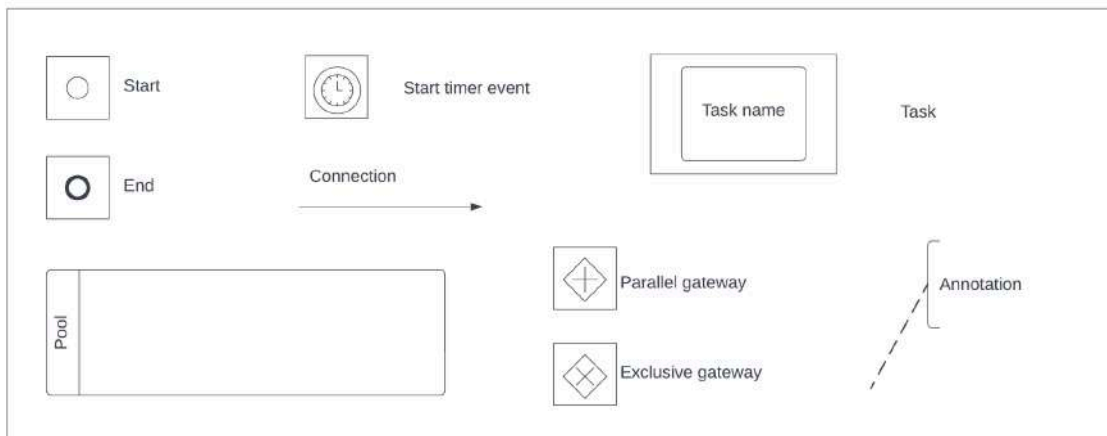 Start
Start timer event
Task name
Task
End
Connection
Pool
Parallel gateway
Annotation
Exclusive gateway